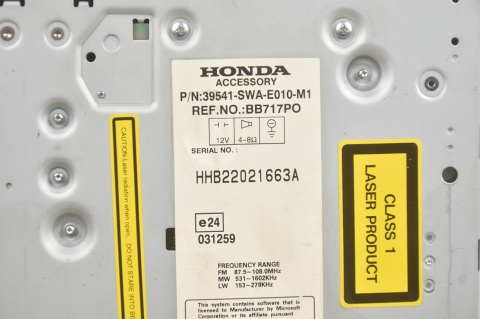 HONDA
ACCESSORY
P/N:39541-SWA-E010-M1
REF.NO.:BB717PO
12V 4-8Ω
SERIAL NO.:
HHB22021663A
e24
031259
FREQUENCY RANGE
FM 87.5~108.0MHz
MW 531~1602KHz
LW 153~279KHz
This system contains software that is
licensed to Manufacturer by Microsoft
Corporation or its affiliate pursuant
CAUTION-Laser radiation when open, DO NOT STARE INTO
CLASS 1
LASER PRODUCT